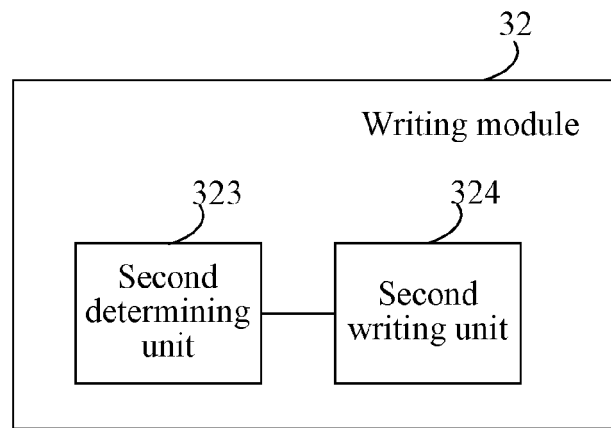 32
Writing module
323
324
Second
determining
unit
Second
writing unit